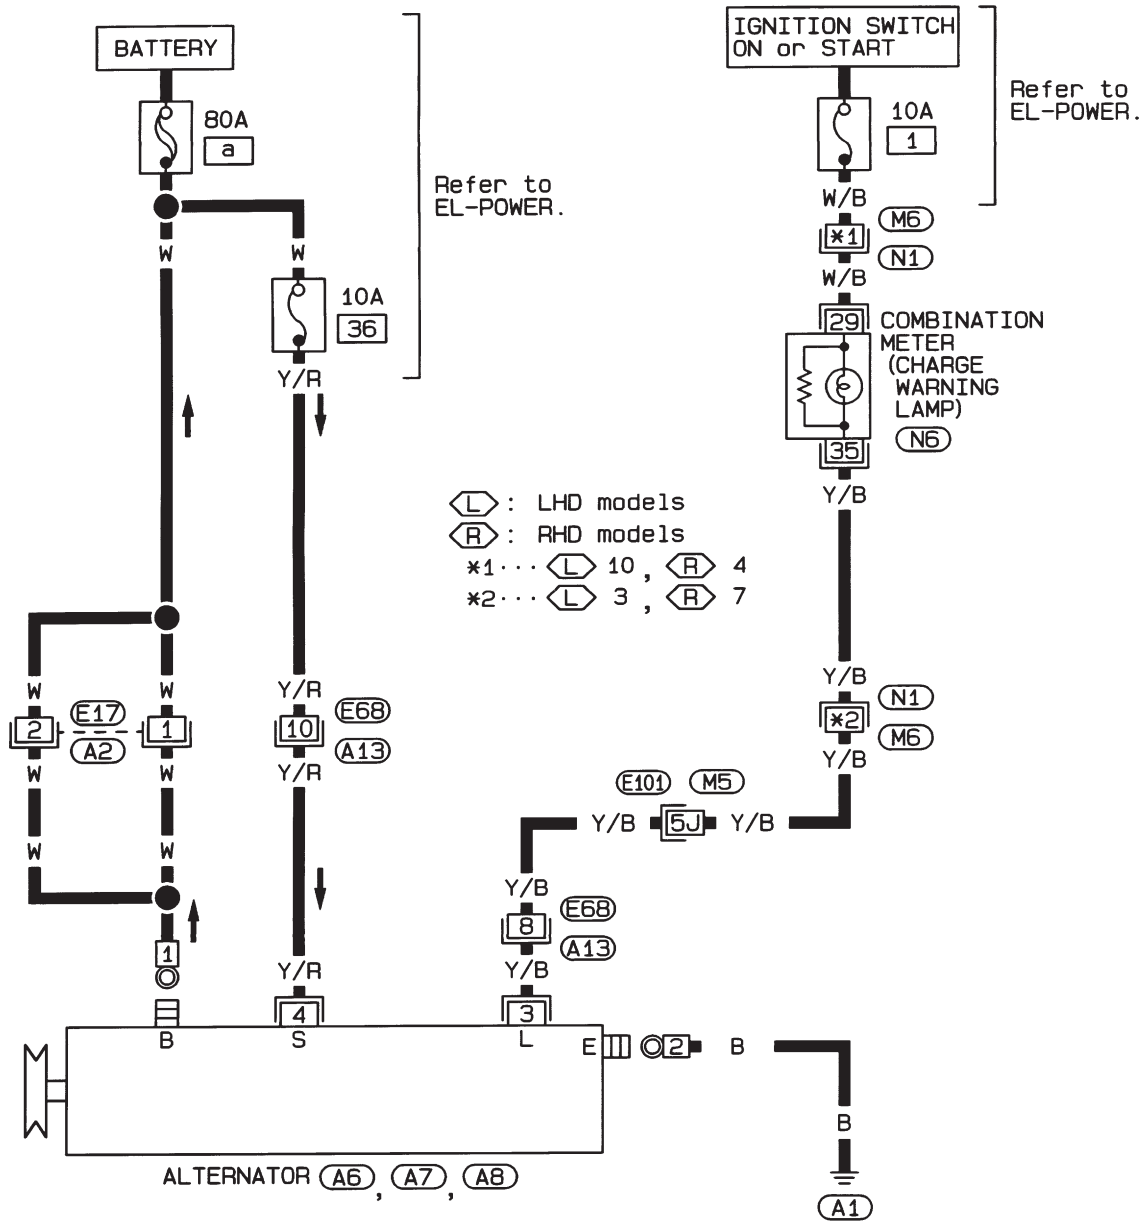 BATTERY
80A
a
Refer to
EL-POWER.
W
W
10A
36
Y/R
IGNITION SWITCH
ON or START
10A
1
Refer to
EL-POWER.
W/B
*1
M6
N1
W/B
29
COMBINATION
METER
(CHARGE
WARNING
LAMP)
N6
35
Y/B
L : LHD models
R : RHD models
*1··· L 10 , R 4
*2··· L 3 , R 7
W
W
Y/R
Y/B
2
E17
A2
1
10
E68
A13
*2
N1
M6
W
W
Y/R
Y/B
E101
M5
Y/B
5J
Y/B
W
W
Y/B
8
E68
A13
1
Y/R
Y/B
4
3
B
S
L
E
2
B
B
ALTERNATOR A6 , A7 , A8
A1